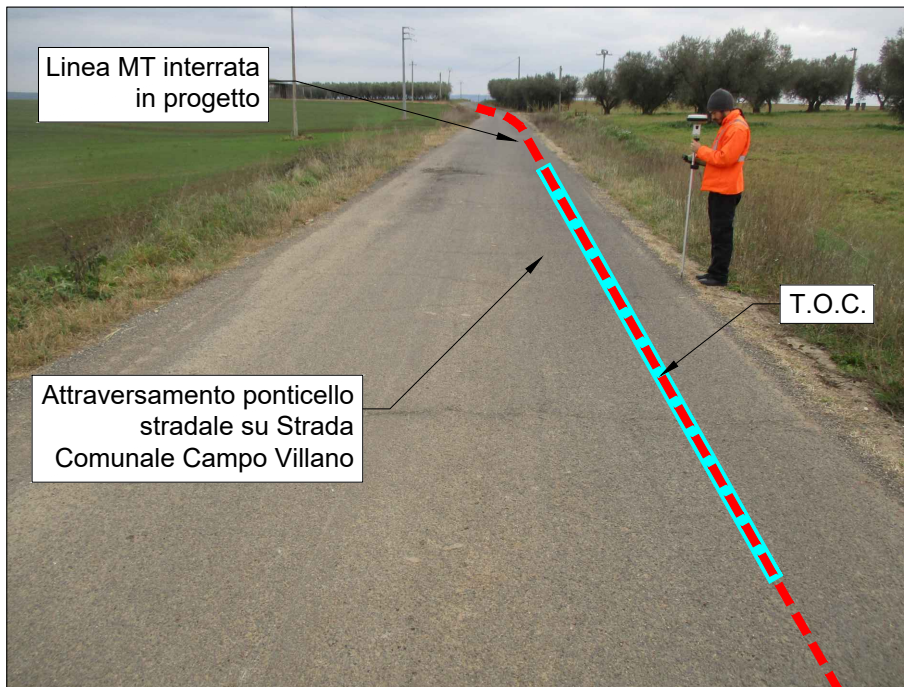 Linea MT interrata
in progetto
T.O.C.
Attraversamento ponticello
stradale su Strada
Comunale Campo Villano